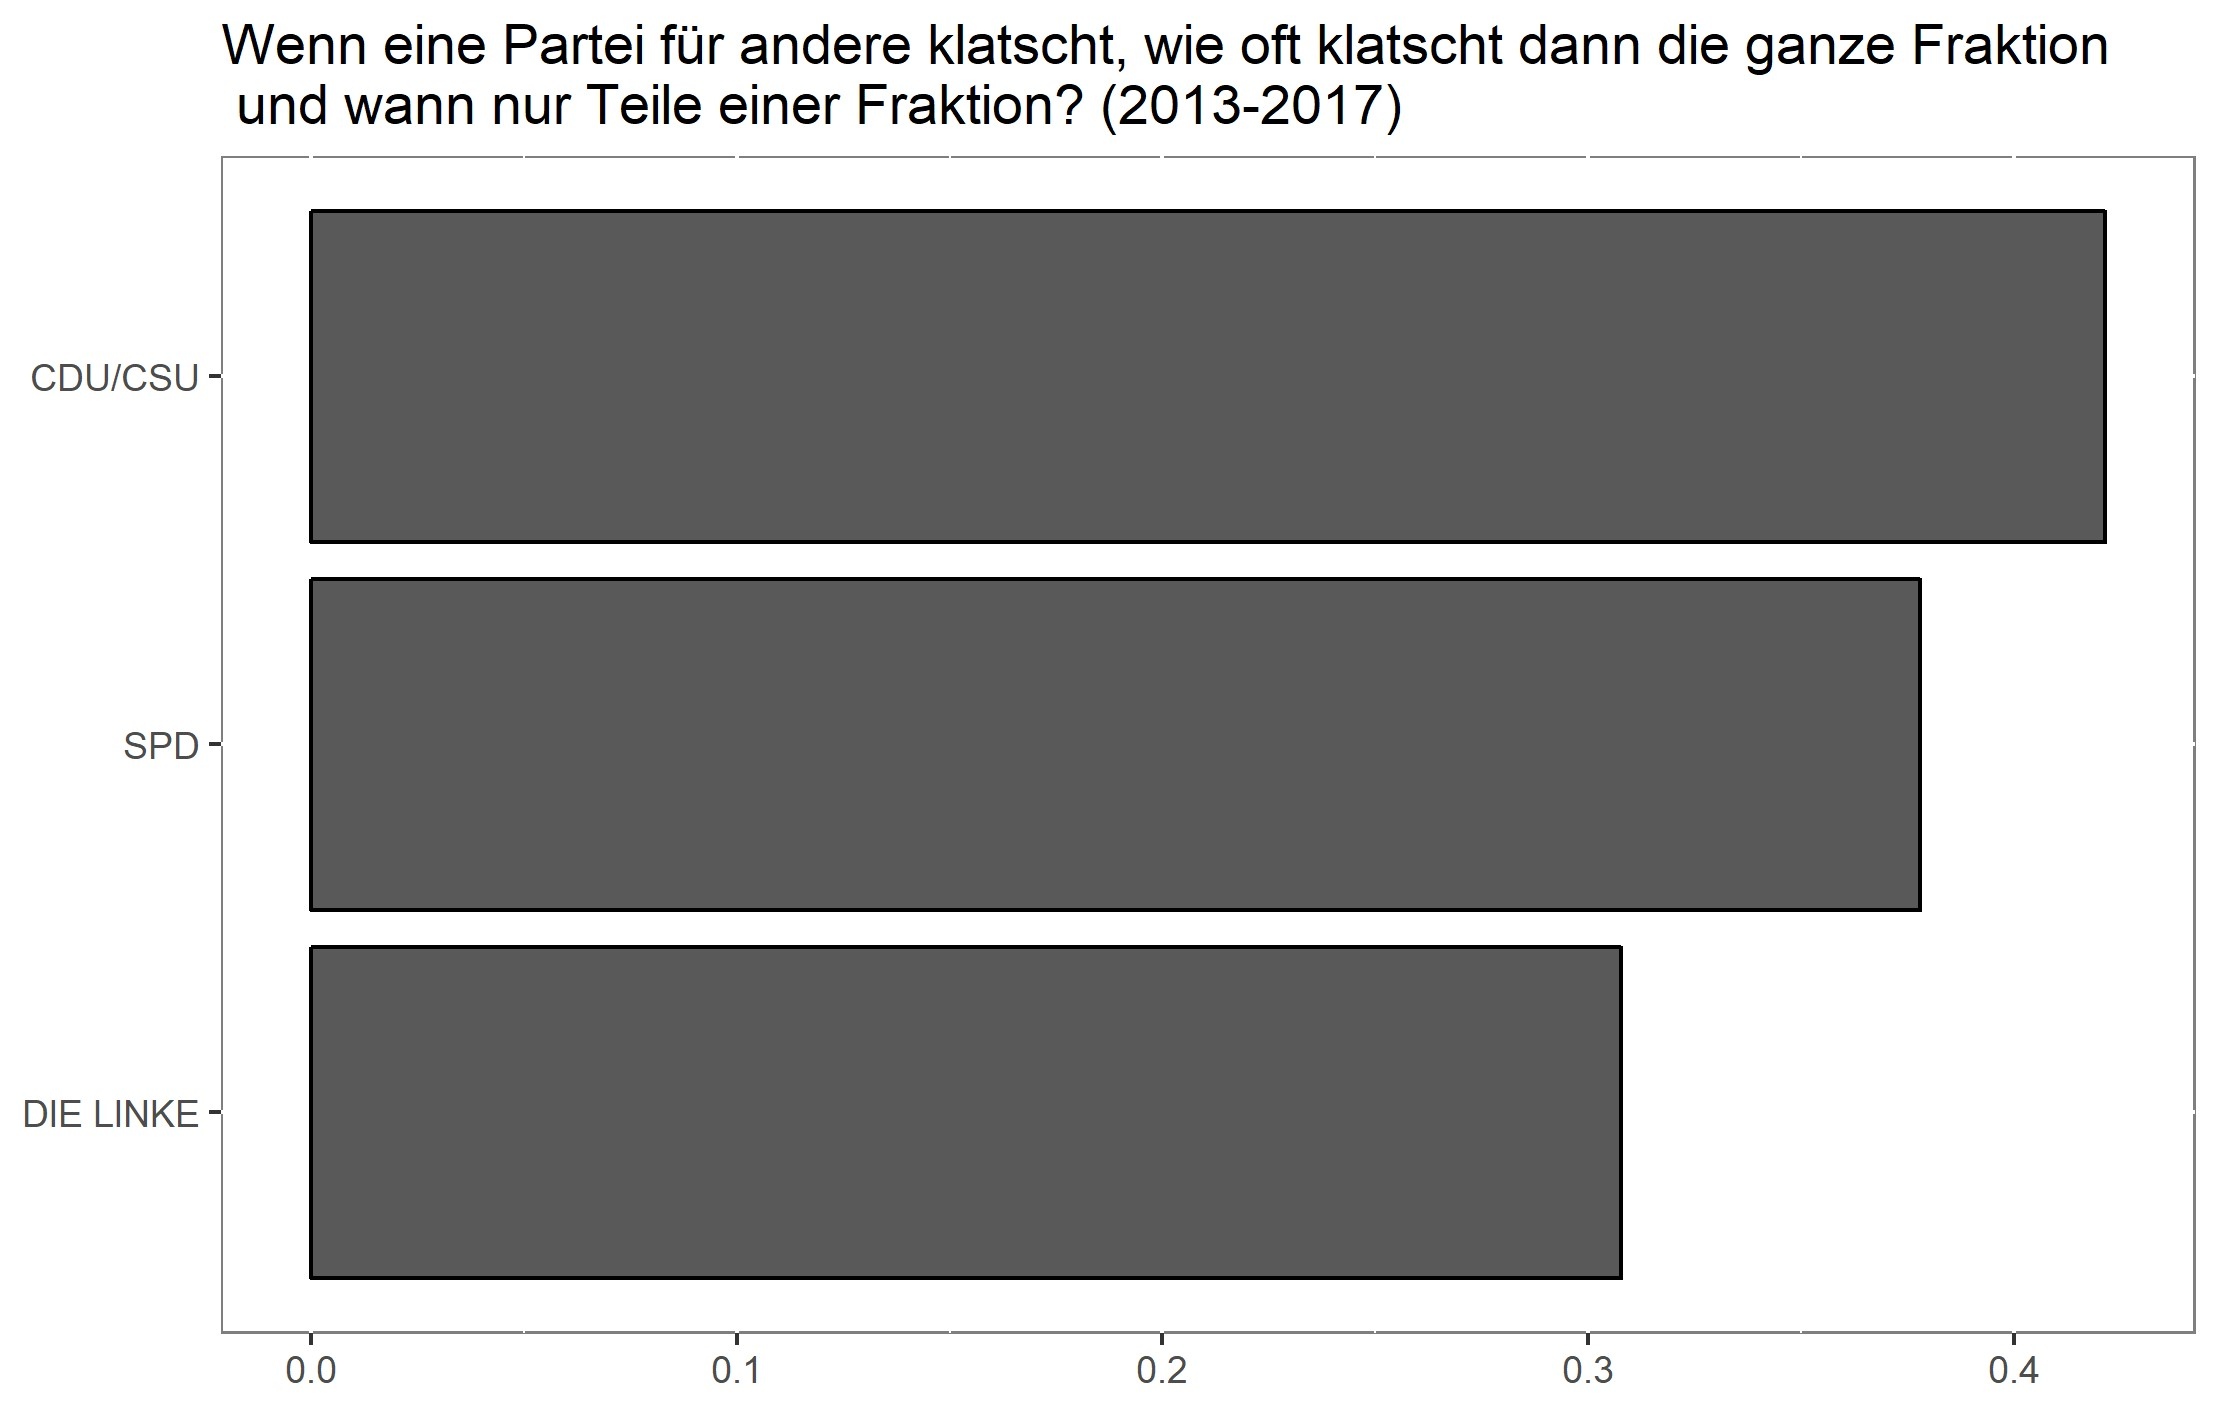 Wenn eine Partei für andere klatscht, wie oft klatscht dann die ganze Fraktion
und wann nur Teile einer Fraktion? (2013-2017)
CDU/CSU
SPD
DIE LINKE
0.0 0.1 0.2 0.3 0.4